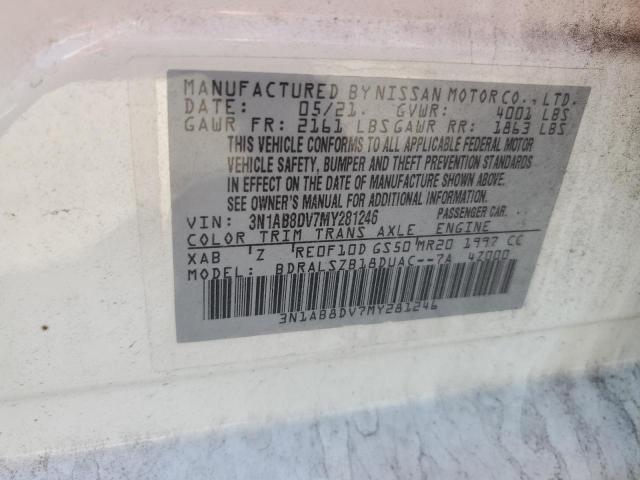 MANUFACTURED BY NISSAN MOTOR CO., LTD.
DATE: 05/21. GVWR: 4001 LBS
GAWR FR: 2161 LBS GAWR RR: 1863 LBS
THIS VEHICLE CONFORMS TO ALL APPLICABLE FEDERAL MOTOR
VEHICLE SAFETY, BUMPER AND THEFT PREVENTION STANDARDS
IN EFFECT ON THE DATE OF MANUFACTURE SHOWN ABOVE.
SEE OWNER'S MANUAL FOR ADDITIONAL INFORMATION.
VIN: 3N1AB8DV7MY281246 PASSENGER CAR.
COLOR TRIM TRANS AXLE ENGINE
XAB Z RE0F10D GS50 MR20 1997 CC
MODEL: BDRALSZB18DUAC--7A 4Z000
3N1AB8DV7MY281246